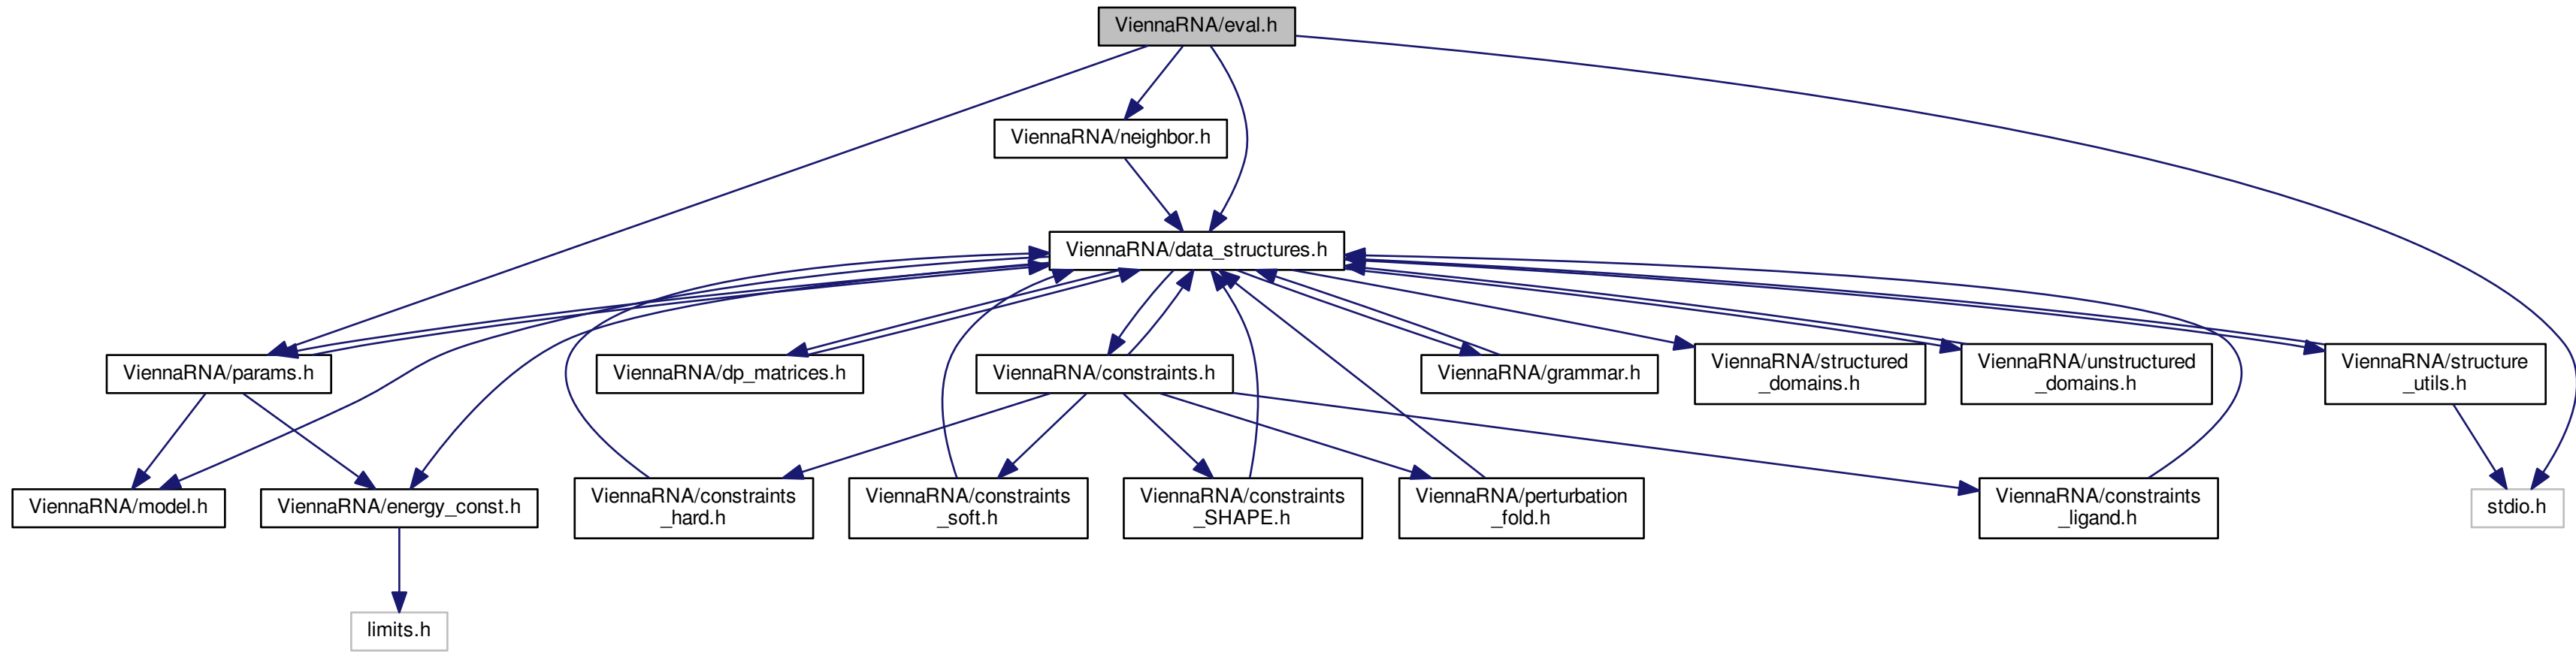 ViennaRNA/eval.h
ViennaRNA/neighbor.h
ViennaRNA/data_structures.h
ViennaRNA/params.h
ViennaRNA/dp_matrices.h
ViennaRNA/constraints.h
ViennaRNA/grammar.h
ViennaRNA/structured
_domains.h
ViennaRNA/unstructured
_domains.h
ViennaRNA/structure
_utils.h
ViennaRNA/model.h
ViennaRNA/energy_const.h
ViennaRNA/constraints
_hard.h
ViennaRNA/constraints
_soft.h
ViennaRNA/constraints
_SHAPE.h
ViennaRNA/perturbation
_fold.h
ViennaRNA/constraints
_ligand.h
stdio.h
limits.h